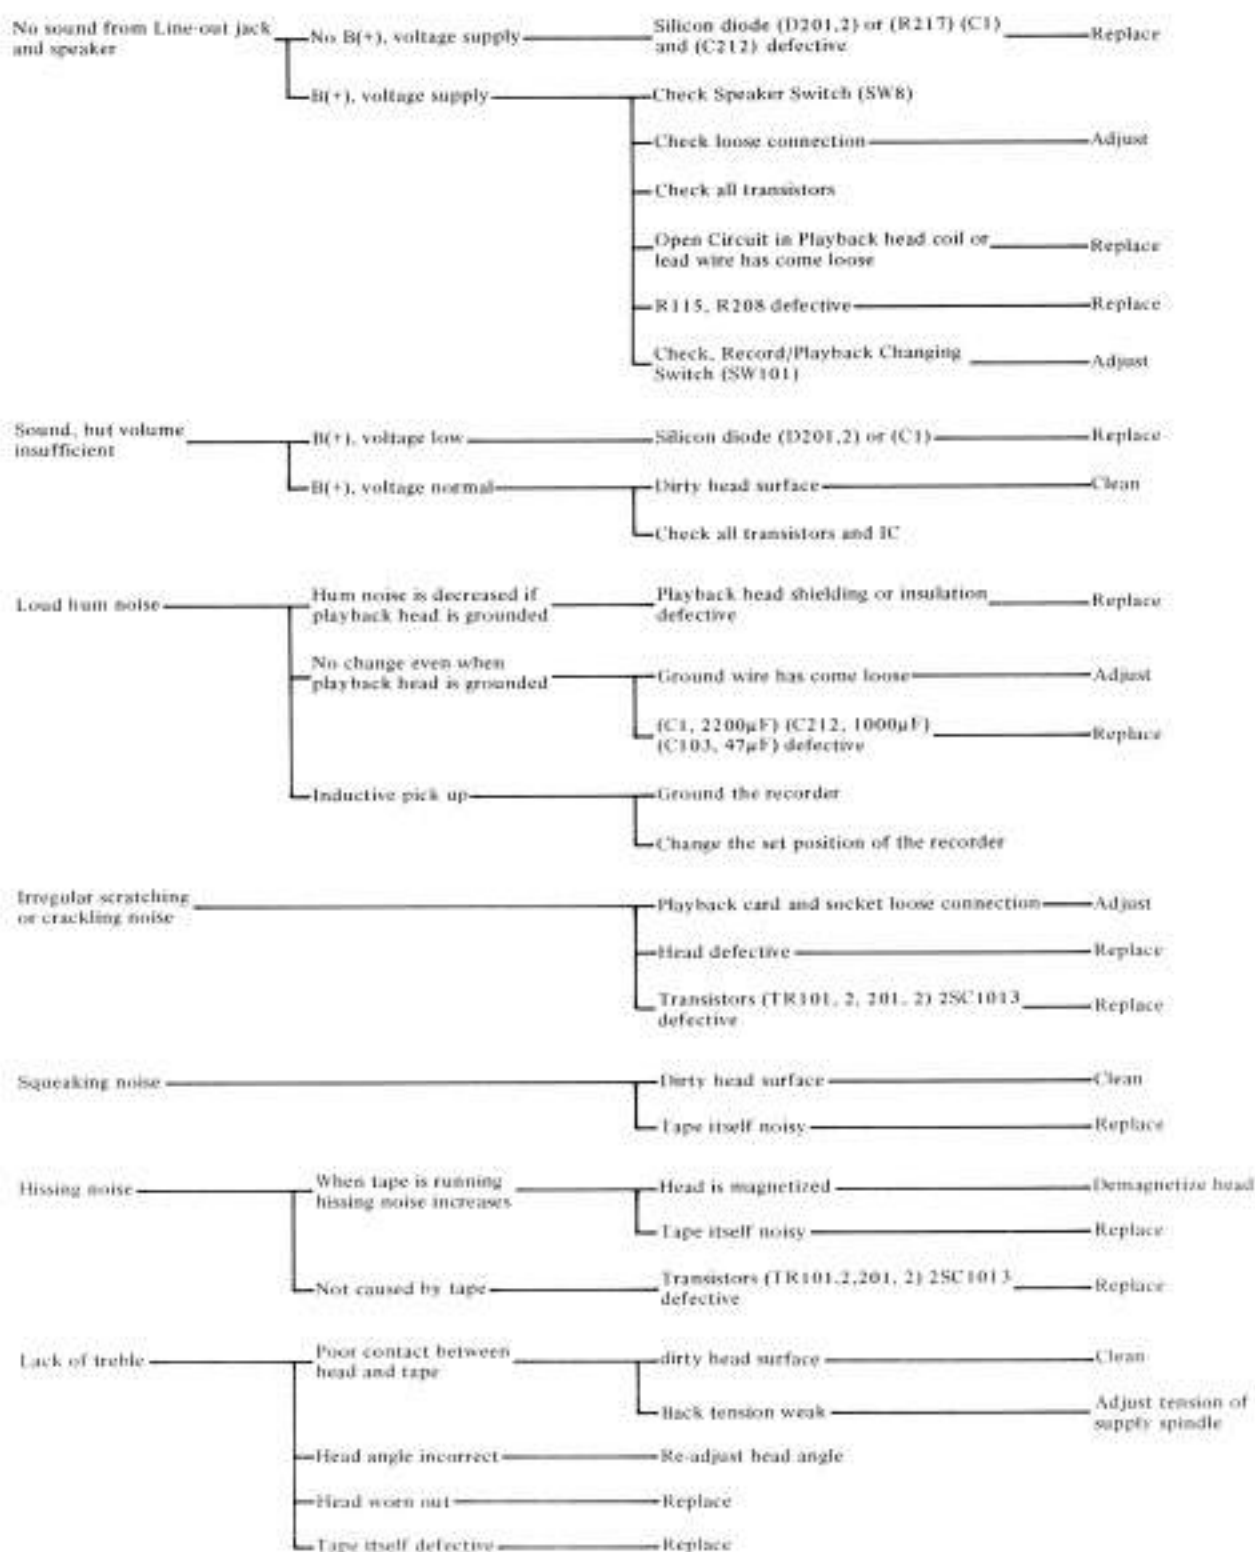 No sound from Line-out jack
and speaker
No B(+), voltage supply
Silicon diode (D201,2) or (R217) (C1)
and (C212) defective
Replace
B(+), voltage supply
Check Speaker Switch (SW8)
Check loose connection
Adjust
Check all transistors
Open Circuit in Playback head coil or
lead wire has come loose
Replace
R115, R208 defective
Replace
Check, Record/Playback Changing
Switch (SW101)
Adjust
Sound, but volume
insufficient
B(+), voltage low
Silicon diode (D201,2) or (C1)
Replace
B(+), voltage normal
Dirty head surface
Clean
Check all transistors and IC
Loud hum noise
Hum noise is decreased if
playback head is grounded
Playback head shielding or insulation
defective
Replace
No change even when
playback head is grounded
Ground wire has come loose
Adjust
(C1, 2200μF) (C212, 1000μF)
(C103, 47μF) defective
Replace
Inductive pick up
Ground the recorder
Change the set position of the recorder
Irregular scratching
or crackling noise
Playback card and socket loose connection
Adjust
Head defective
Replace
Transistors (TR101, 2, 201, 2) 2SC1013
defective
Replace
Squeaking noise
Dirty head surface
Clean
Tape itself noisy
Replace
Hissing noise
When tape is running
hissing noise increases
Head is magnetized
Demagnetize head
Tape itself noisy
Replace
Not caused by tape
Transistors (TR101,2,201, 2) 2SC1013
defective
Replace
Lack of treble
Poor contact between
head and tape
dirty head surface
Clean
Back tension weak
Adjust tension of
supply spindle
Head angle incorrect
Re-adjust head angle
Head worn out
Replace
Tape itself defective
Replace